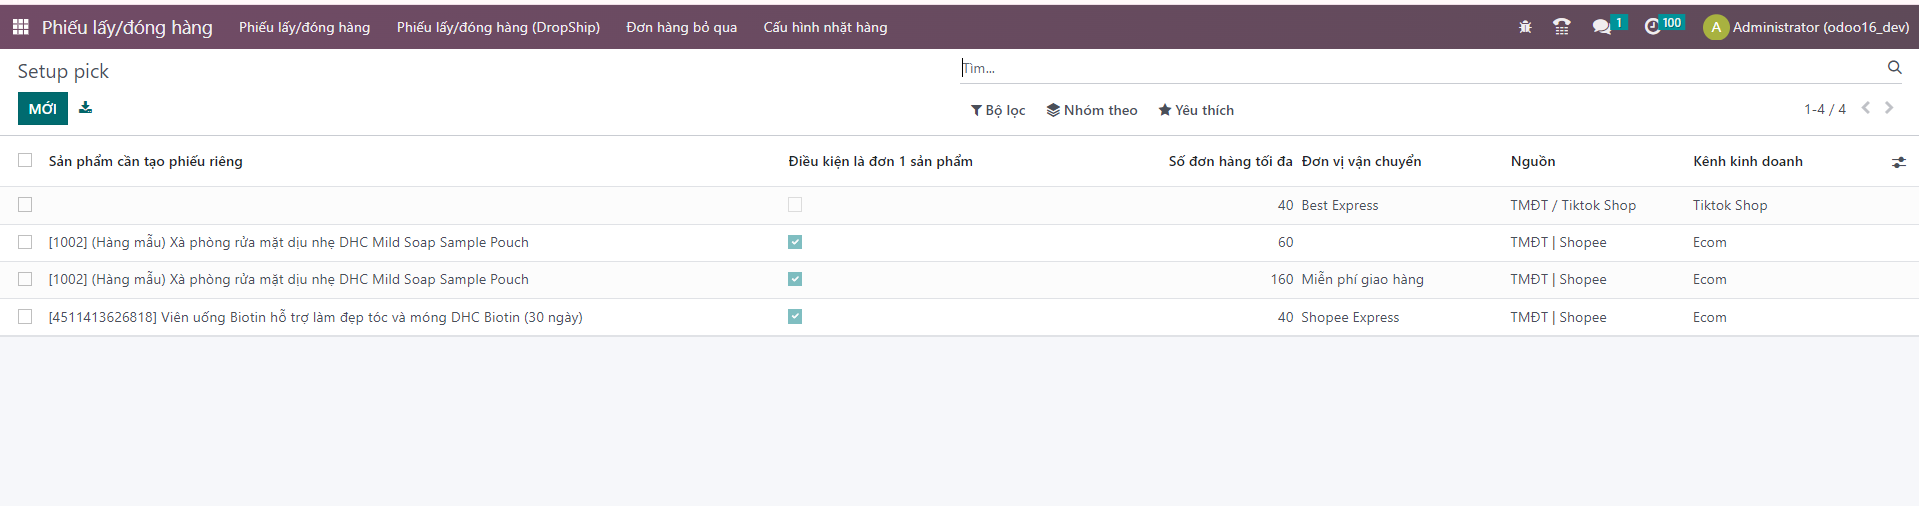 Phiếu lấy/đóng hàng Phiếu lấy/đóng hàng Phiếu lấy/đóng hàng (DropShip) Đơn hàng bỏ qua Cấu hình nhặt hàng 1 100 A Administrator (odoo16_dev)
Setup pick Tìm...
MỚI Bộ lọc Nhóm theo Yêu thích 1-4 / 4
Sản phẩm cần tạo phiếu riêng Điều kiện là đơn 1 sản phẩm Số đơn hàng tối đa Đơn vị vận chuyển Nguồn Kênh kinh doanh
40 Best Express TMĐT / Tiktok Shop Tiktok Shop
[1002] (Hàng mẫu) Xà phòng rửa mặt dịu nhẹ DHC Mild Soap Sample Pouch 60 TMĐT | Shopee Ecom
[1002] (Hàng mẫu) Xà phòng rửa mặt dịu nhẹ DHC Mild Soap Sample Pouch 160 Miễn phí giao hàng TMĐT | Shopee Ecom
[4511413626818] Viên uống Biotin hỗ trợ làm đẹp tóc và móng DHC Biotin (30 ngày) 40 Shopee Express TMĐT | Shopee Ecom